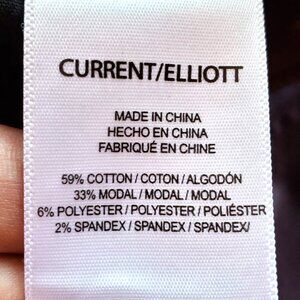 CURRENT/ELLIOTT
MADE IN CHINA
HECHO EN CHINA
FABRIQUÉ EN CHINE
59% COTTON / COTON / ALGODÓN
33% MODAL / MODAL / MODAL
6% POLYESTER / POLYESTER / POLIÉSTER
2% SPANDEX / SPANDEX / SPANDEX/